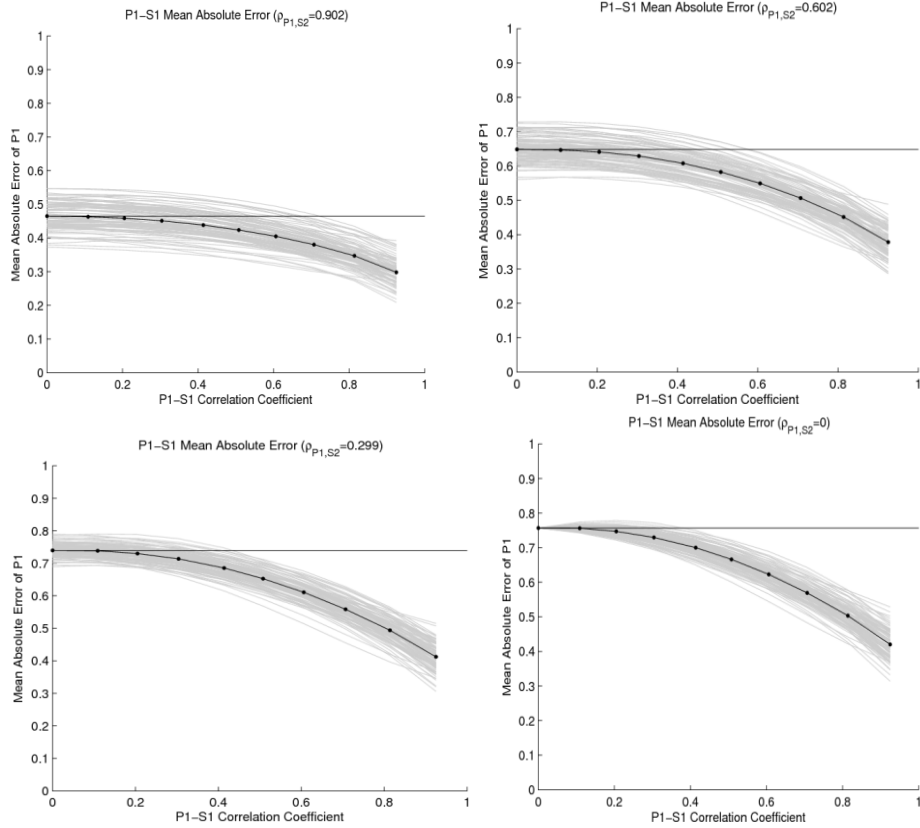 P1−S1 Mean Absolute Error (ρP1,S2=0.902)
1
0.9
0.8
0.7
0.6
0.5
0.4
0.3
0.2
0.1
0
Mean Absolute Error of P1
0 0.2 0.4 0.6 0.8 1
P1−S1 Correlation Coefficient
P1−S1 Mean Absolute Error (ρP1,S2=0.602)
1
0.9
0.8
0.7
0.6
0.5
0.4
0.3
0.2
0.1
0
Mean Absolute Error of P1
0 0.2 0.4 0.6 0.8 1
P1−S1 Correlation Coefficient
P1−S1 Mean Absolute Error (ρP1,S2=0.299)
1
0.9
0.8
0.7
0.6
0.5
0.4
0.3
0.2
0.1
0
Mean Absolute Error of P1
0 0.2 0.4 0.6 0.8 1
P1−S1 Correlation Coefficient
P1−S1 Mean Absolute Error (ρP1,S2=0)
1
0.9
0.8
0.7
0.6
0.5
0.4
0.3
0.2
0.1
0
Mean Absolute Error of P1
0 0.2 0.4 0.6 0.8 1
P1−S1 Correlation Coefficient